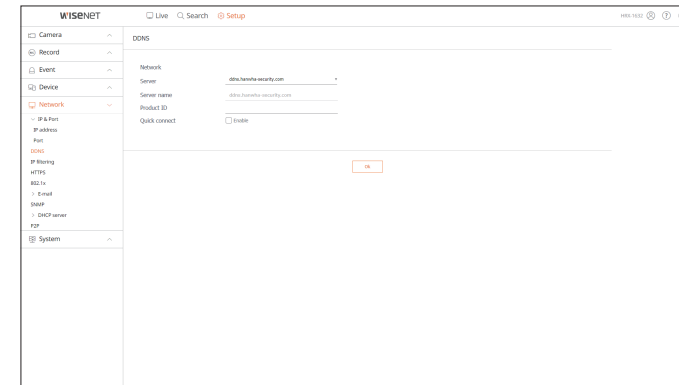 WISENET
Live Search Setup
HRX-1632
Camera
DDNS
Record
Event
Device
Network
IP & Port
IP address
Port
DDNS
IP filtering
HTTPS
802.1x
E-mail
SNMP
DHCP server
P2P
System
Network
Server ddns.hanwha-security.com
Server name ddns.hanwha-security.com
Product ID
Quick connect Enable
OK